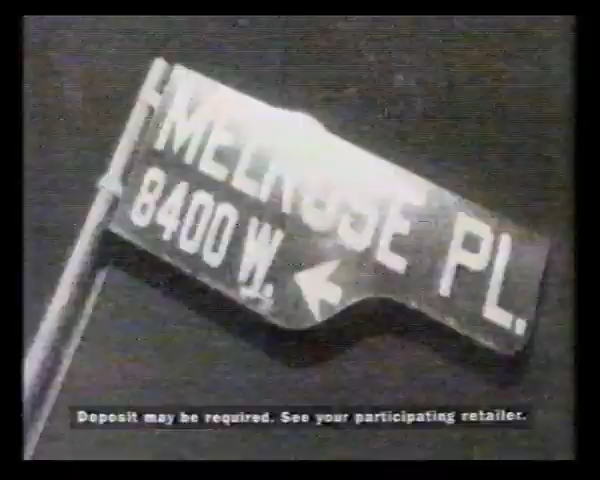 MELROSE PL.
8400 W.
Deposit may be required. See your participating retailer.